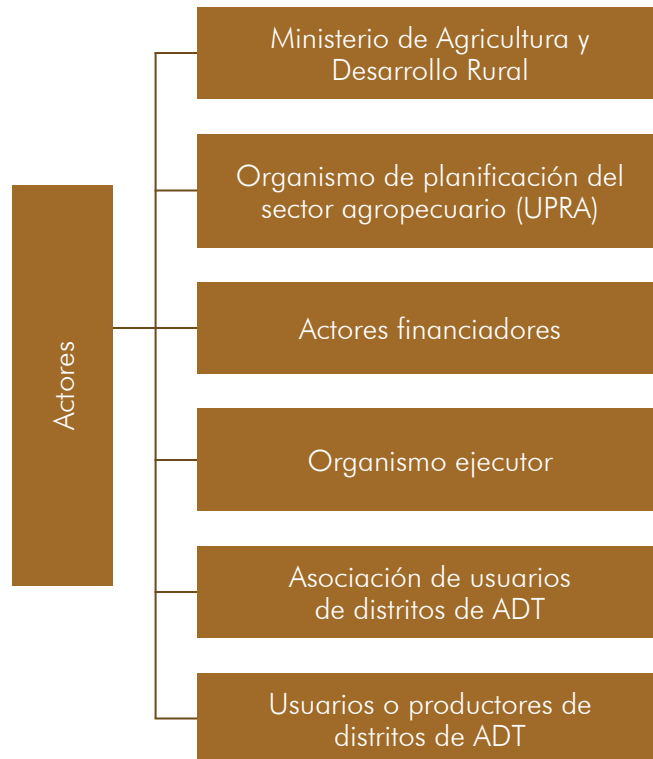 Actores
Ministerio de Agricultura y
Desarrollo Rural
Organismo de planificación del
sector agropecuario (UPRA)
Actores financiadores
Organismo ejecutor
Asociación de usuarios
de distritos de ADT
Usuarios o productores de
distritos de ADT